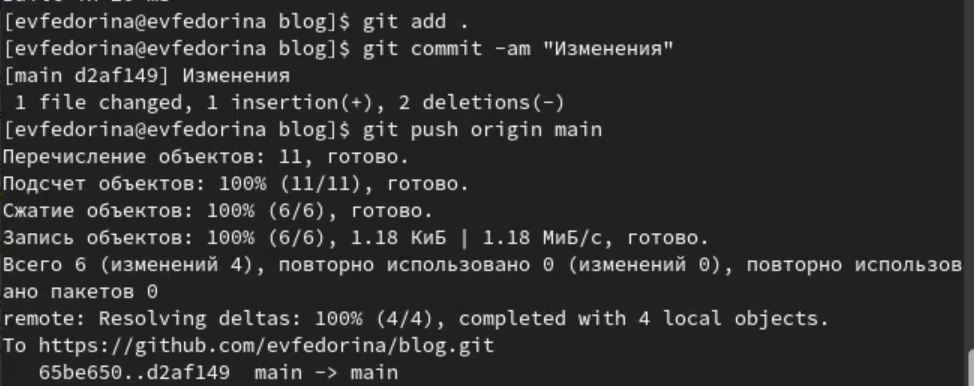 [evfedorina@evfedorina blog]$ git add .
[evfedorina@evfedorina blog]$ git commit -am "Изменения"
[main d2af149] Изменения
 1 file changed, 1 insertion(+), 2 deletions(-)
[evfedorina@evfedorina blog]$ git push origin main
Перечисление объектов: 11, готово.
Подсчет объектов: 100% (11/11), готово.
Сжатие объектов: 100% (6/6), готово.
Запись объектов: 100% (6/6), 1.18 КиБ | 1.18 МиБ/с, готово.
Всего 6 (изменений 4), повторно использовано 0 (изменений 0), повторно использов
ано пакетов 0
remote: Resolving deltas: 100% (4/4), completed with 4 local objects.
To https://github.com/evfedorina/blog.git
   65be650..d2af149  main -> main